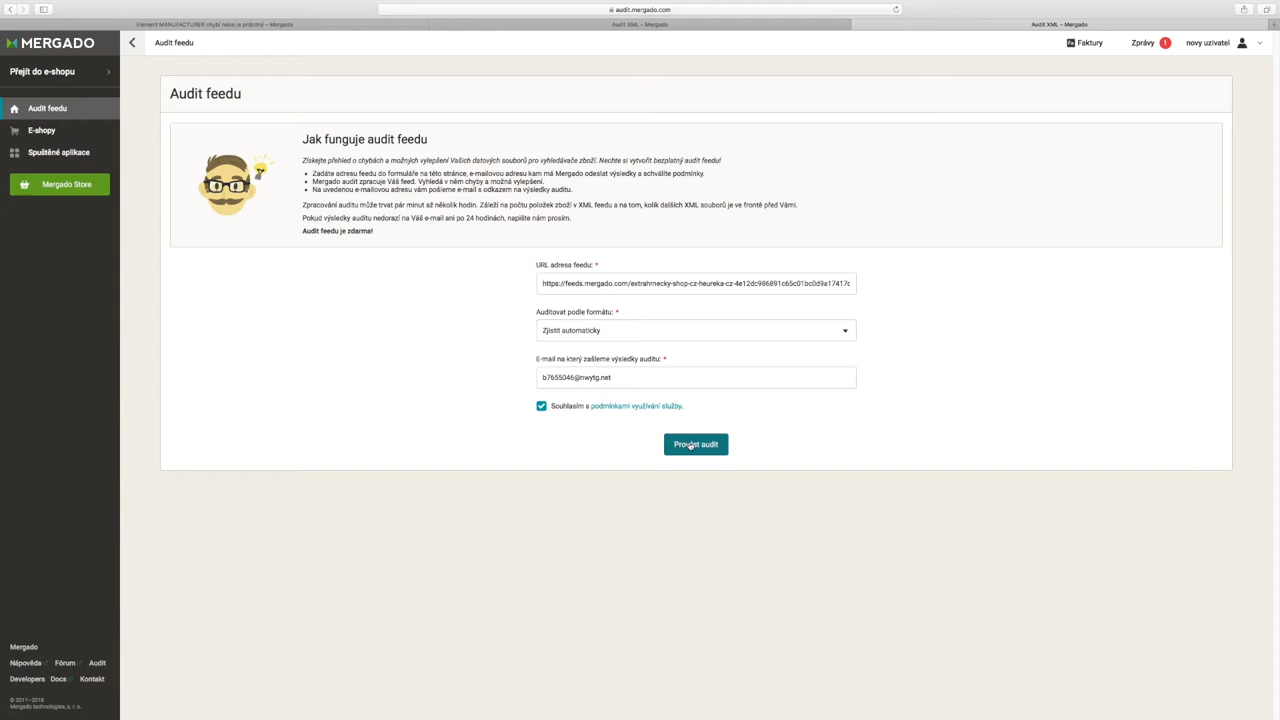 audit.mergado.com
Element MANUFACTURER chybí nebo je prázdný – Mergado
Audit XML – Mergado
Audit XML – Mergado
MERGADO
Audit feedu
Faktury
Zprávy 1
novy uzivatel
Přejít do e-shopu
Audit feedu
E-shopy
Spuštěné aplikace
Mergado Store
Audit feedu
Jak funguje audit feedu
Získejte přehled o chybách a možných vylepšení Vašich datových souborů pro vyhledávače zboží. Nechte si vytvořit bezplatný audit feedu!
Zadáte adresu feedu do formuláře na této stránce, e-mailovou adresu kam má Mergado odeslat výsledky a schválíte podmínky.
Mergado audit zpracuje Váš feed. Vyhledá v něm chyby a možná vylepšení.
Na uvedenou e-mailovou adresu vám pošleme e-mail s odkazem na výsledky auditu.
Zpracování auditu může trvat pár minut až několik hodin. Záleží na počtu položek zboží v XML feedu a na tom, kolik dalších XML souborů je ve frontě před Vámi.
Pokud výsledky auditu nedorazí na Váš e-mail ani po 24 hodinách, napište nám prosím.
Audit feedu je zdarma!
URL adresa feedu: *
https://feeds.mergado.com/extrahrnecky-shop-cz-heureka-cz-4e12dc986891c65c01bc0d9a17417c
Auditovat podle formátu: *
Zjistit automaticky
E-mail na který zašleme výsledky auditu: *
b7655046@nwytg.net
Souhlasím s podmínkami využívání služby.
Provést audit
Mergado
Nápověda
Fórum
Audit
Developers
Docs
Kontakt
© 2011–2018
Mergado technologies, s. r. o.